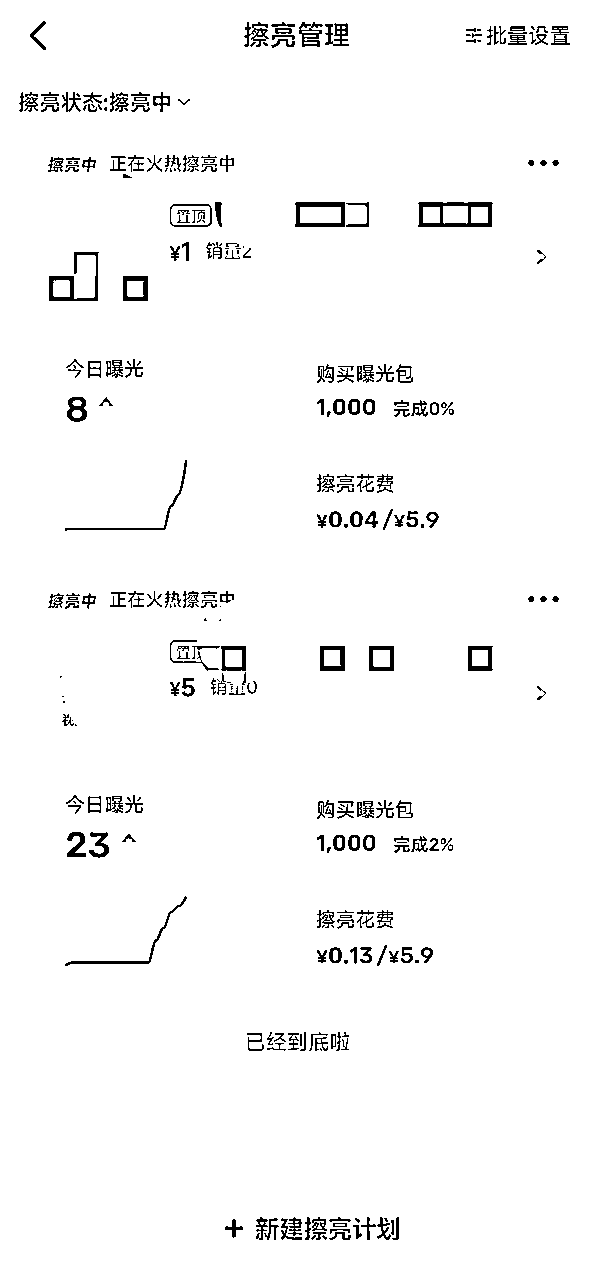 擦亮管理
批量设置
擦亮状态:擦亮中
擦亮中 正在火热擦亮中
置顶
¥1 销量2
今日曝光
8
购买曝光包
1,000 完成0%
擦亮花费
¥0.04/¥5.9
擦亮中 正在火热擦亮中
置顶
¥5 销量0
今日曝光
23
购买曝光包
1,000 完成2%
擦亮花费
¥0.13/¥5.9
已经到底啦
+ 新建擦亮计划